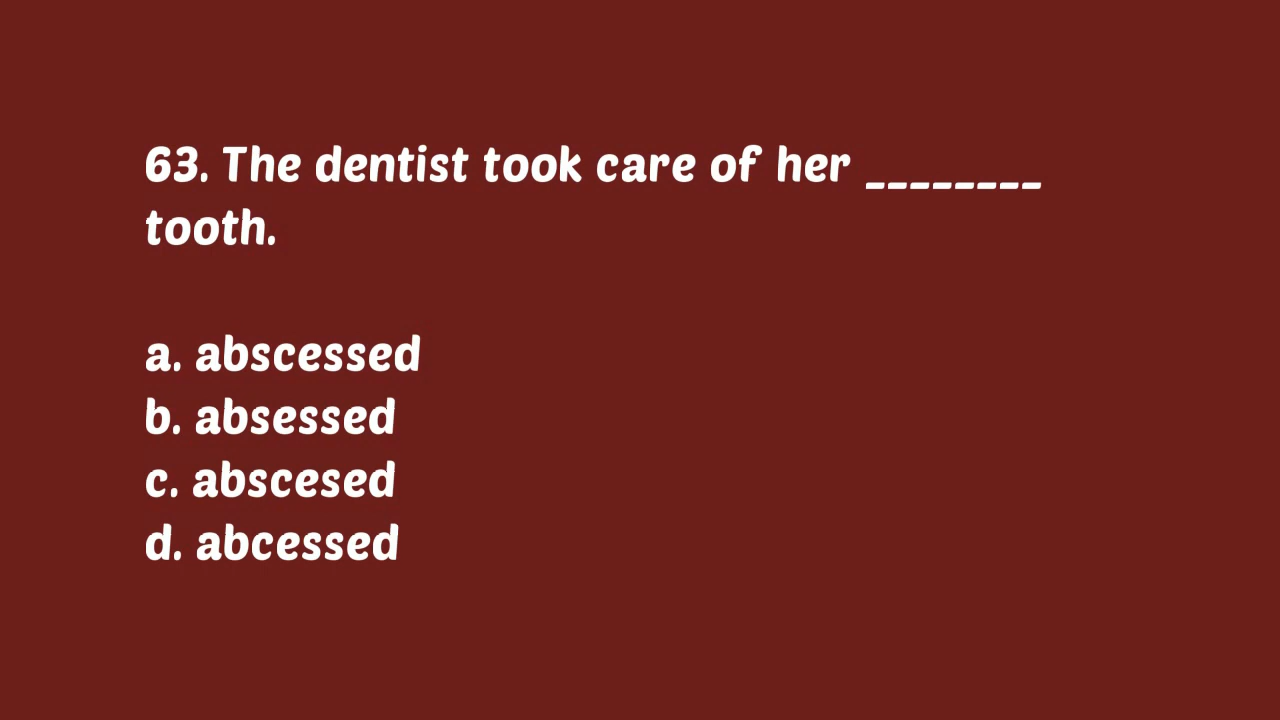 63. The dentist took care of her ________
tooth.
a. abscessed
b. absessed
c. abscesed
d. abcessed